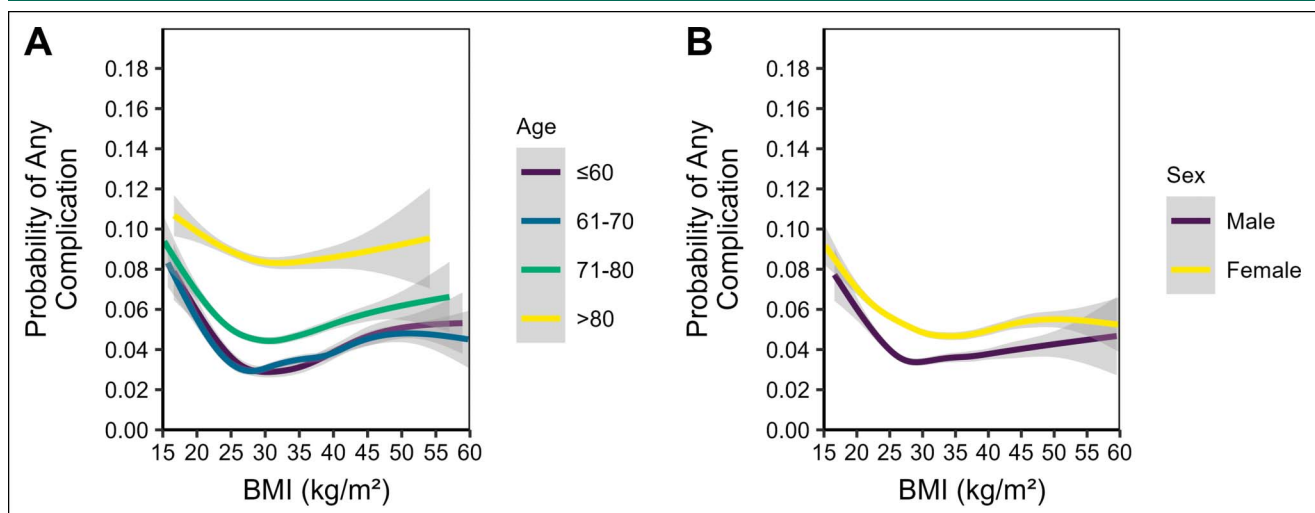 A
Probability of Any
Complication
0.18
0.16
0.14
0.12
0.10
0.08
0.06
0.04
0.02
0.00
15 20 25 30 35 40 45 50 55 60
BMI (kg/m²)
Age
≤60
61-70
71-80
>80
B
Probability of Any
Complication
0.18
0.16
0.14
0.12
0.10
0.08
0.06
0.04
0.02
0.00
15 20 25 30 35 40 45 50 55 60
BMI (kg/m²)
Sex
Male
Female